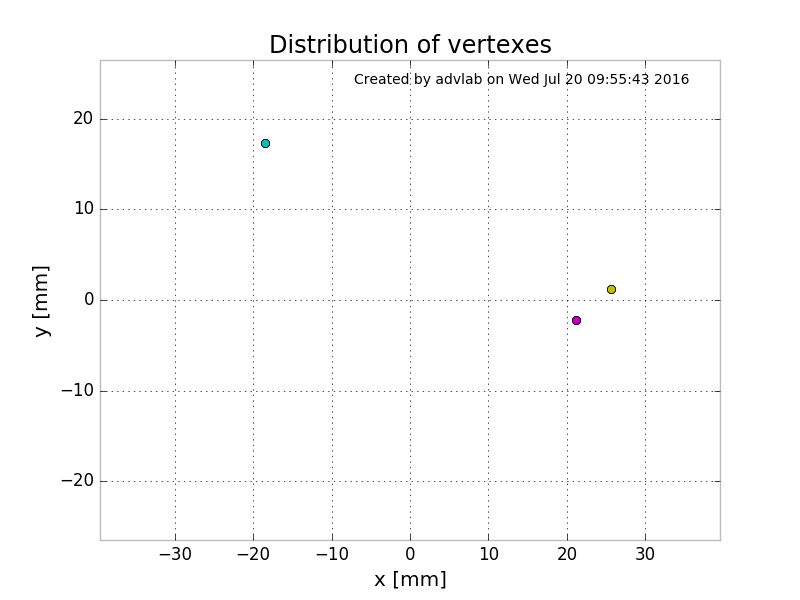 Distribution of vertexes
Created by advlab on Wed Jul 20 09:55:43 2016
20
10
0
−10
−20
y [mm]
−30 −20 −10 0 10 20 30
x [mm]